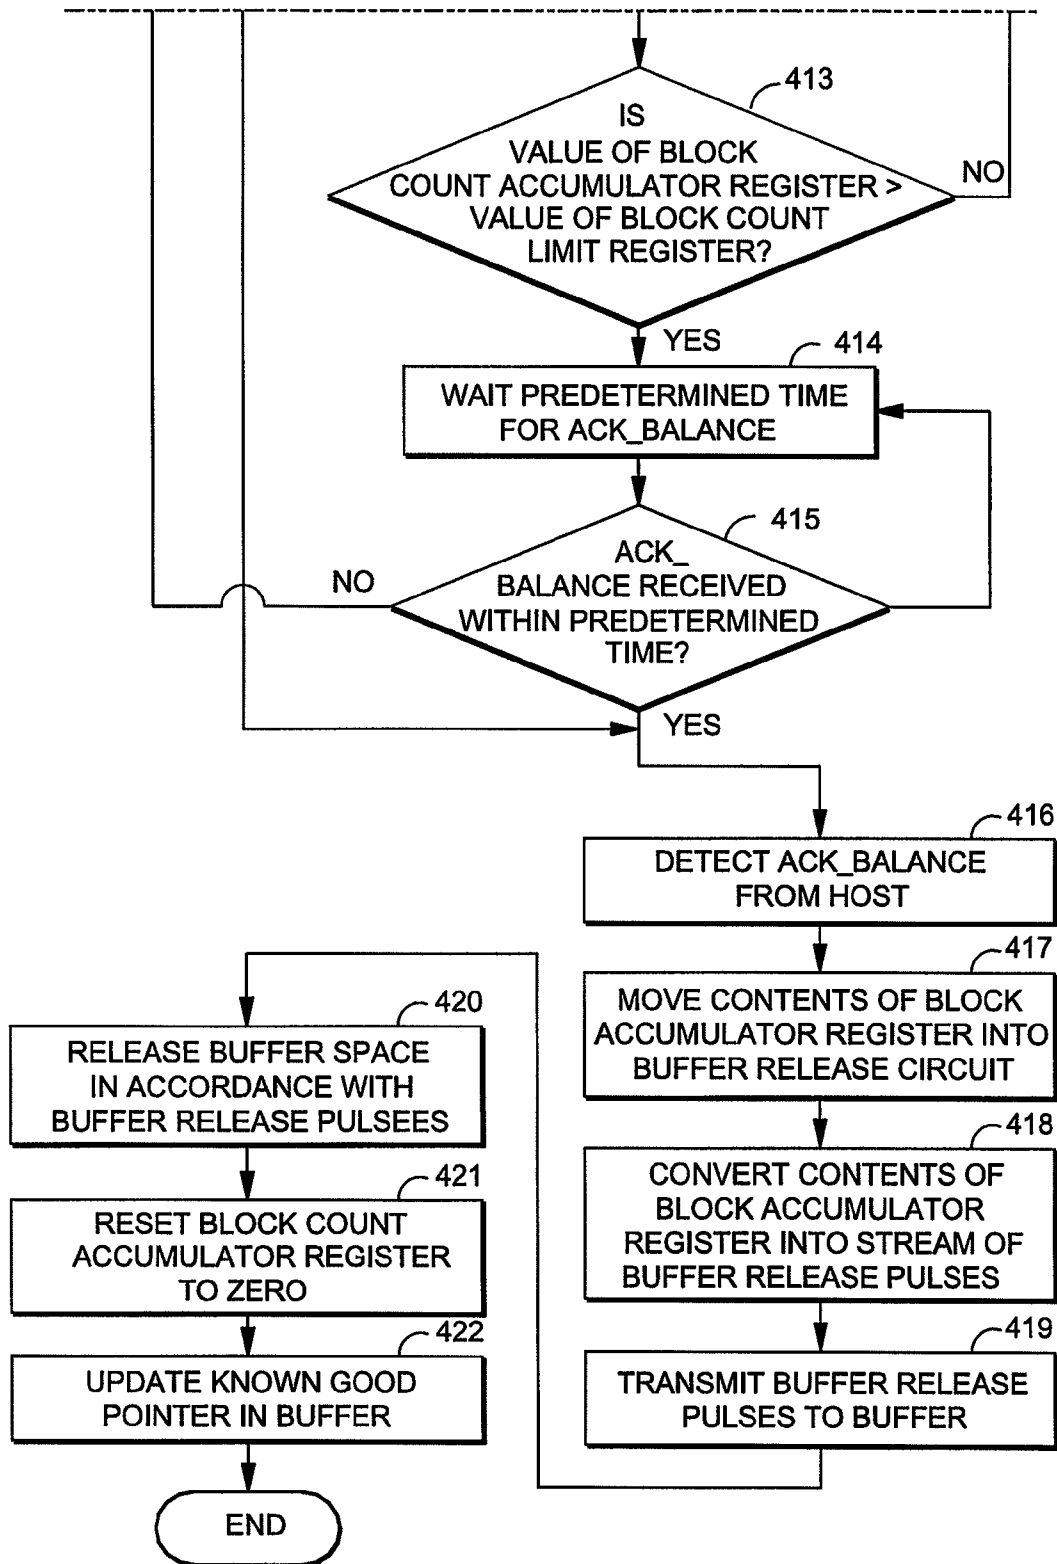 413
IS
VALUE OF BLOCK
COUNT ACCUMULATOR REGISTER >
VALUE OF BLOCK COUNT
LIMIT REGISTER?
NO
YES
414
WAIT PREDETERMINED TIME
FOR ACK_BALANCE
415
ACK_
BALANCE RECEIVED
WITHIN PREDETERMINED
TIME?
NO
YES
416
DETECT ACK_BALANCE
FROM HOST
417
MOVE CONTENTS OF BLOCK
ACCUMULATOR REGISTER INTO
BUFFER RELEASE CIRCUIT
418
CONVERT CONTENTS OF
BLOCK ACCUMULATOR
REGISTER INTO STREAM OF
BUFFER RELEASE PULSES
419
TRANSMIT BUFFER RELEASE
PULSES TO BUFFER
420
RELEASE BUFFER SPACE
IN ACCORDANCE WITH
BUFFER RELEASE PULSEES
421
RESET BLOCK COUNT
ACCUMULATOR REGISTER
TO ZERO
422
UPDATE KNOWN GOOD
POINTER IN BUFFER
END